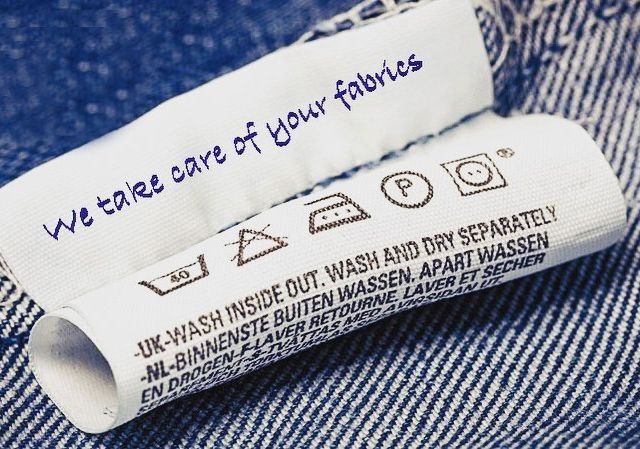 We take care of your fabrics
40 P ®
-UK-WASH INSIDE OUT. WASH AND DRY SEPARATELY
-NL-BINNENSTE BUITEN WASSEN, APART WASSEN
EN DROGEN-F-LAVER RETOURNE, LAVER ET SECHER